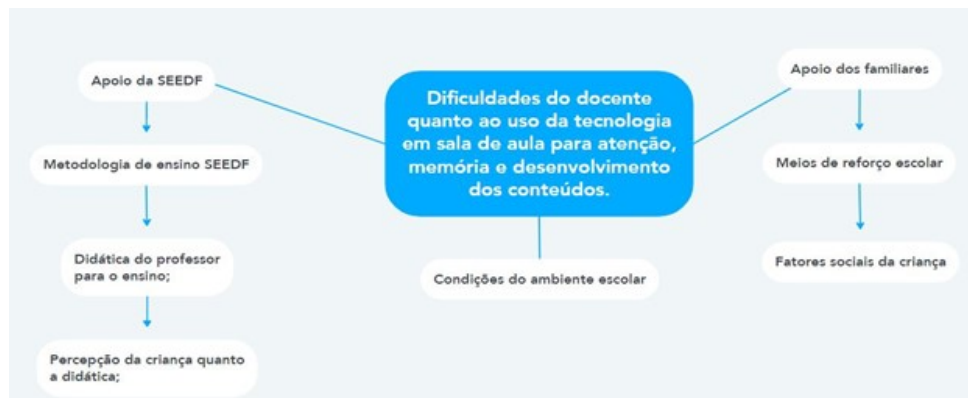 Apoio da SEEDF
Metodologia de ensino SEEDF
Didática do professor
para o ensino;
Percepção da criança quanto
a didática;
Dificuldades do docente
quanto ao uso da tecnologia
em sala de aula para atenção,
memória e desenvolvimento
dos conteúdos.
Condições do ambiente escolar
Apoio dos familiares
Meios de reforço escolar
Fatores sociais da criança